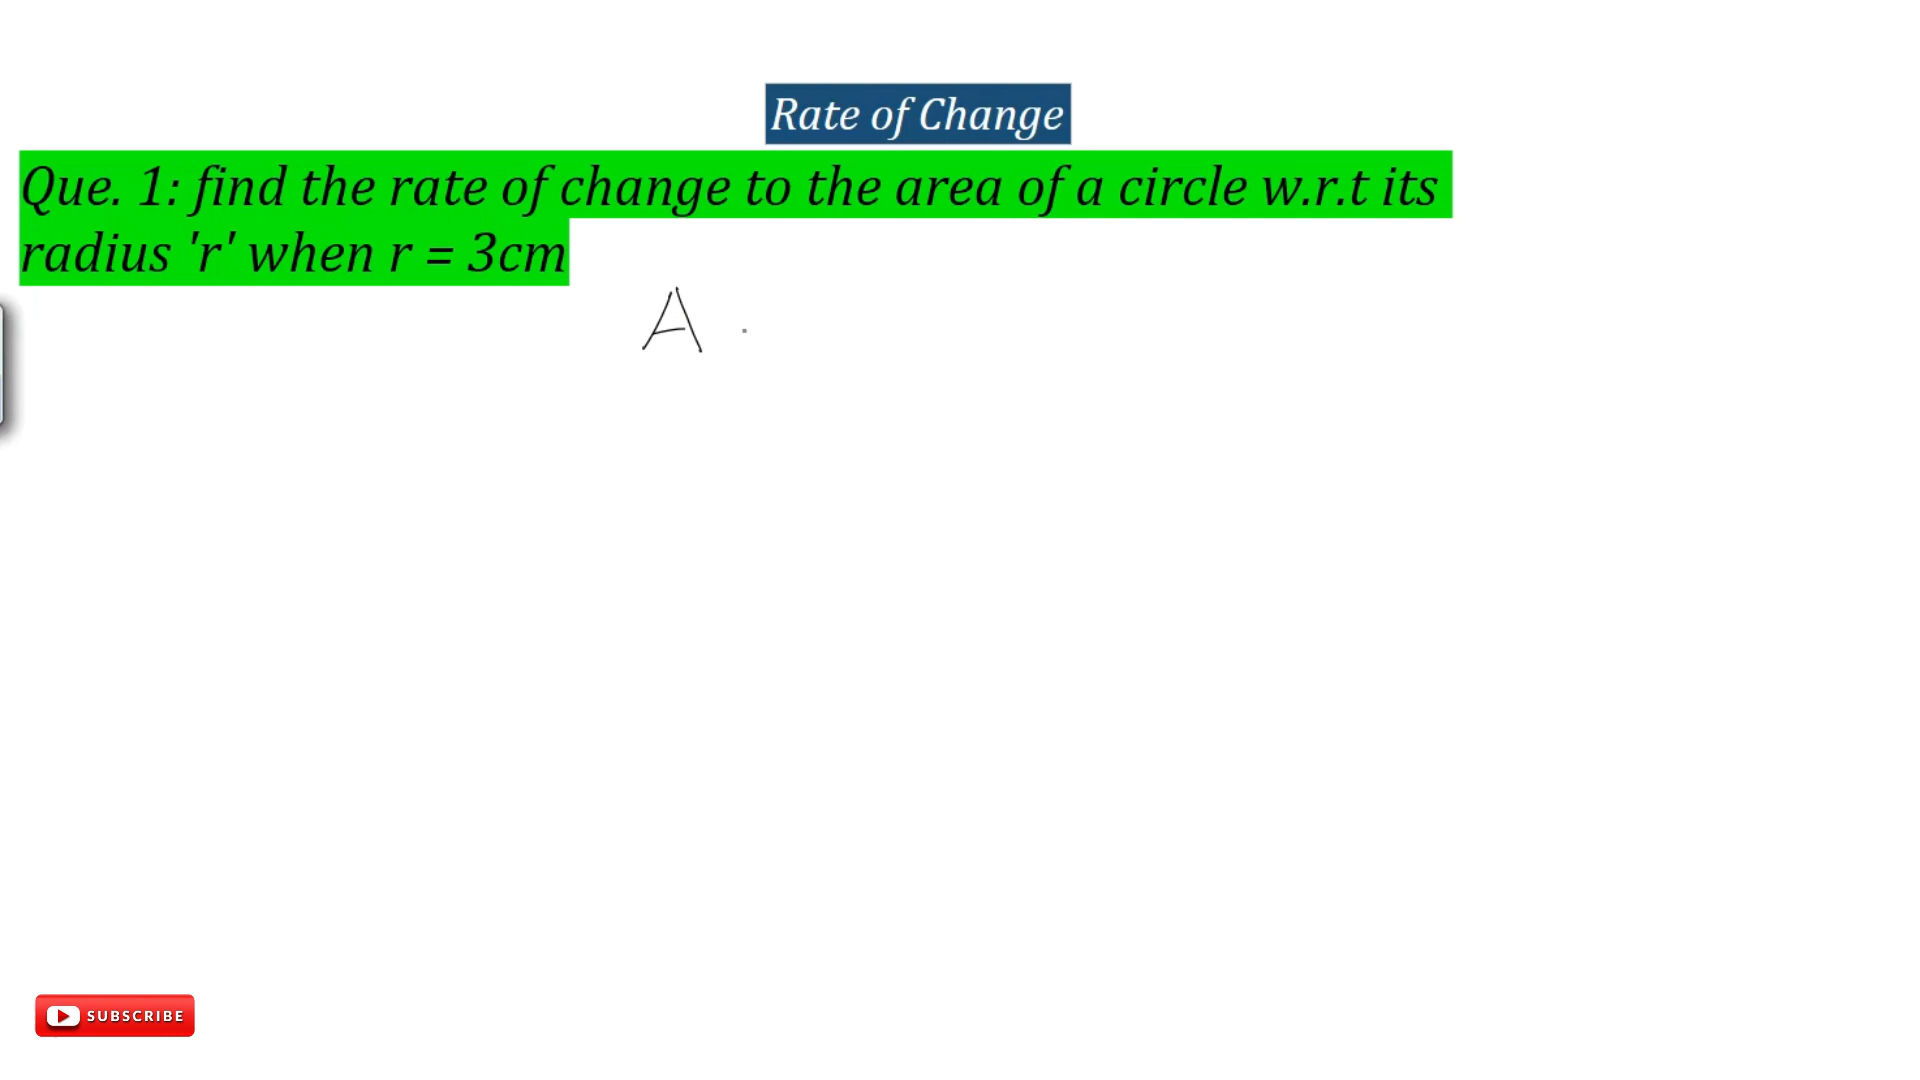 Rate of Change
Que. 1: find the rate of change to the area of a circle w.r.t its
radius 'r' when r = 3cm
A
SUBSCRIBE